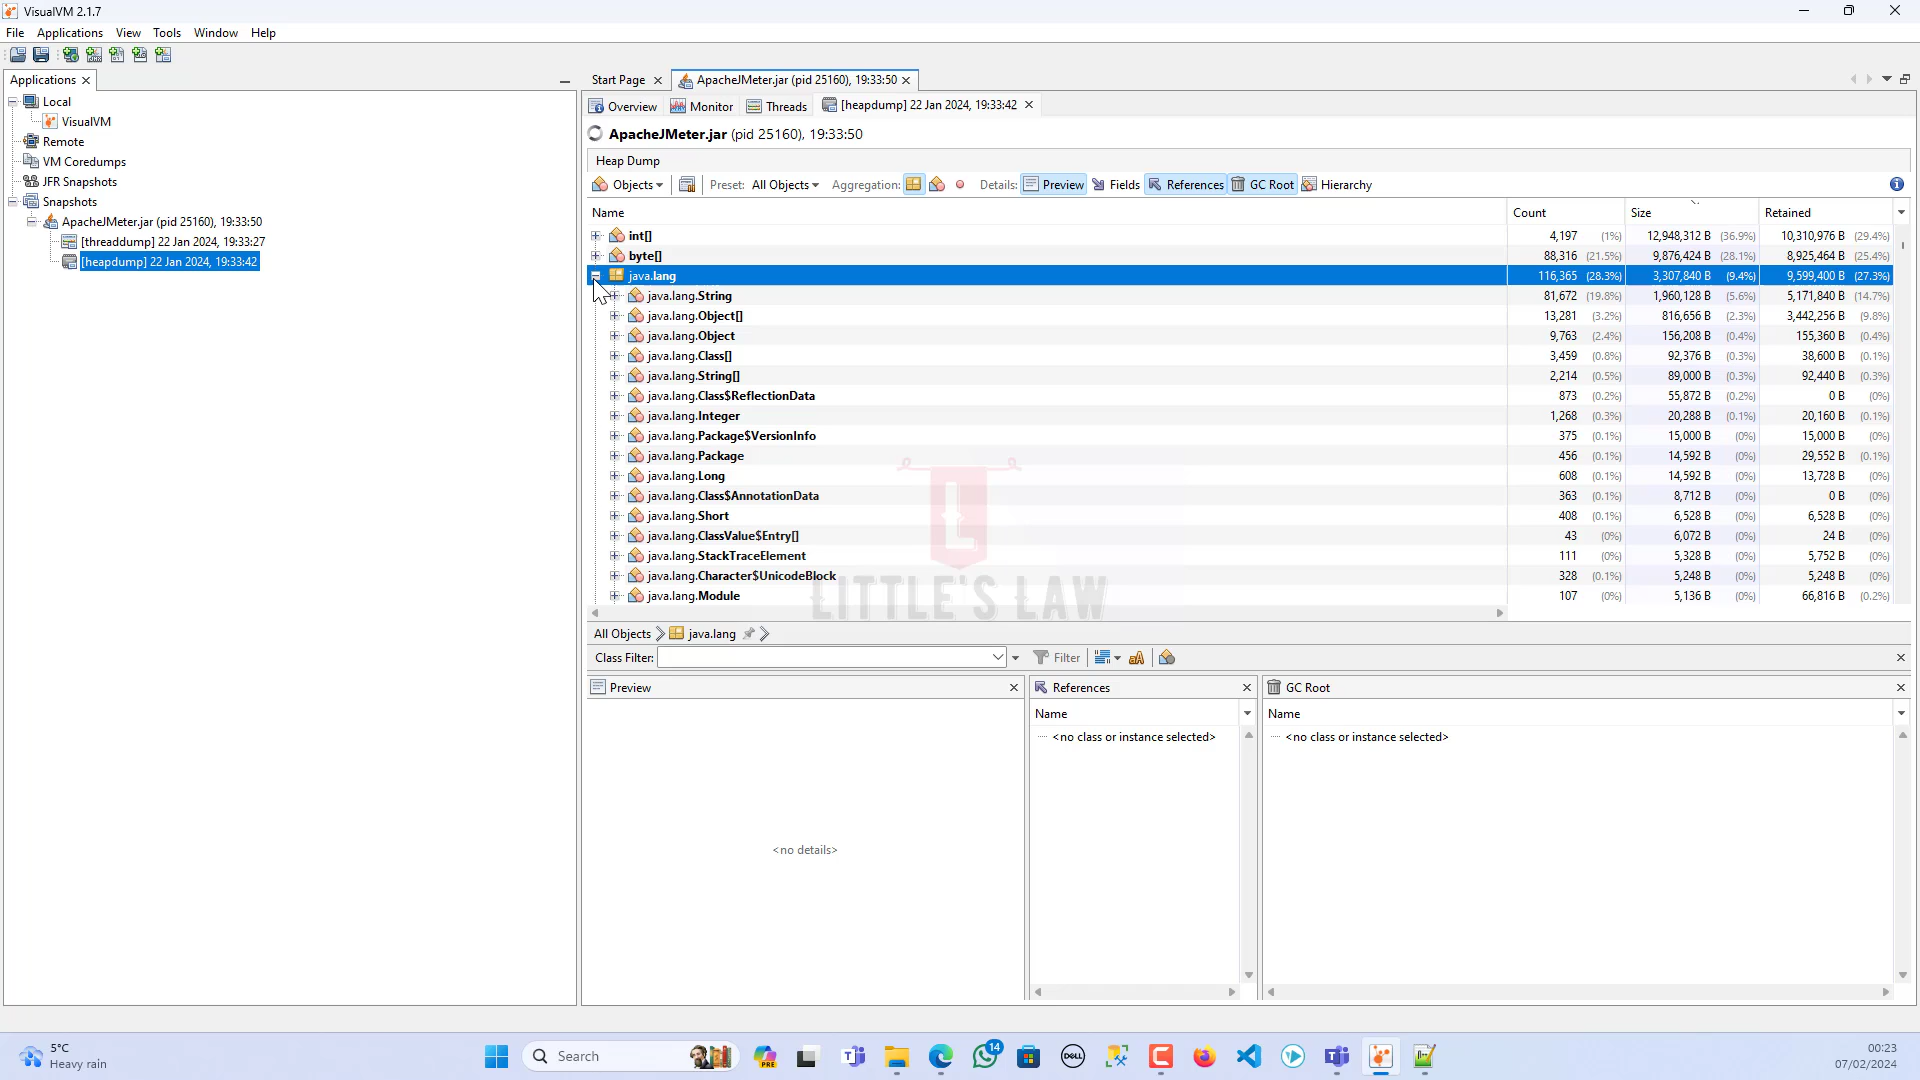 VisualVM 2.1.7
File Applications View Tools Window Help
Applications
Local
VisualVM
Remote
VM Coredumps
JFR Snapshots
Snapshots
ApacheJMeter.jar (pid 25160), 19:33:50
[threaddump] 22 Jan 2024, 19:33:27
[heapdump] 22 Jan 2024, 19:33:42
Start Page ApacheJMeter.jar (pid 25160), 19:33:50
Overview Monitor Threads [heapdump] 22 Jan 2024, 19:33:42
ApacheJMeter.jar (pid 25160), 19:33:50
Heap Dump
Objects Preset: All Objects Aggregation: Details: Preview Fields References GC Root Hierarchy
Name Count Size Retained
int[] 4,197 (1%) 12,948,312 B (36.9%) 10,310,976 B (29.4%)
byte[] 88,316 (21.5%) 9,876,424 B (28.1%) 8,925,464 B (25.4%)
java.lang 116,365 (28.3%) 3,307,840 B (9.4%) 9,599,400 B (27.3%)
java.lang.String 81,672 (19.8%) 1,960,128 B (5.6%) 5,171,840 B (14.7%)
java.lang.Object[] 13,281 (3.2%) 816,656 B (2.3%) 3,442,256 B (9.8%)
java.lang.Object 9,763 (2.4%) 156,208 B (0.4%) 155,360 B (0.4%)
java.lang.Class[] 3,459 (0.8%) 92,376 B (0.3%) 38,600 B (0.1%)
java.lang.String[] 2,214 (0.5%) 89,000 B (0.3%) 92,440 B (0.3%)
java.lang.Class$ReflectionData 873 (0.2%) 55,872 B (0.2%) 0 B (0%)
java.lang.Integer 1,268 (0.3%) 20,288 B (0.1%) 20,160 B (0.1%)
java.lang.Package$VersionInfo 375 (0.1%) 15,000 B (0%) 15,000 B (0%)
java.lang.Package 456 (0.1%) 14,592 B (0%) 29,552 B (0.1%)
java.lang.Long 608 (0.1%) 14,592 B (0%) 13,728 B (0%)
java.lang.Class$AnnotationData 363 (0.1%) 8,712 B (0%) 0 B (0%)
java.lang.Short 408 (0.1%) 6,528 B (0%) 6,528 B (0%)
java.lang.ClassValue$Entry[] 43 (0%) 6,072 B (0%) 24 B (0%)
java.lang.StackTraceElement 111 (0%) 5,328 B (0%) 5,752 B (0%)
java.lang.Character$UnicodeBlock 328 (0.1%) 5,248 B (0%) 5,248 B (0%)
java.lang.Module 107 (0%) 5,136 B (0%) 66,816 B (0.2%)
L
LITTLE'S LAW
All Objects java.lang
Class Filter: Filter
Preview References GC Root
Name Name
<no class or instance selected> <no class or instance selected>
<no details>
5°C
Heavy rain
Search
PRE
14
DELL
00:23
07/02/2024